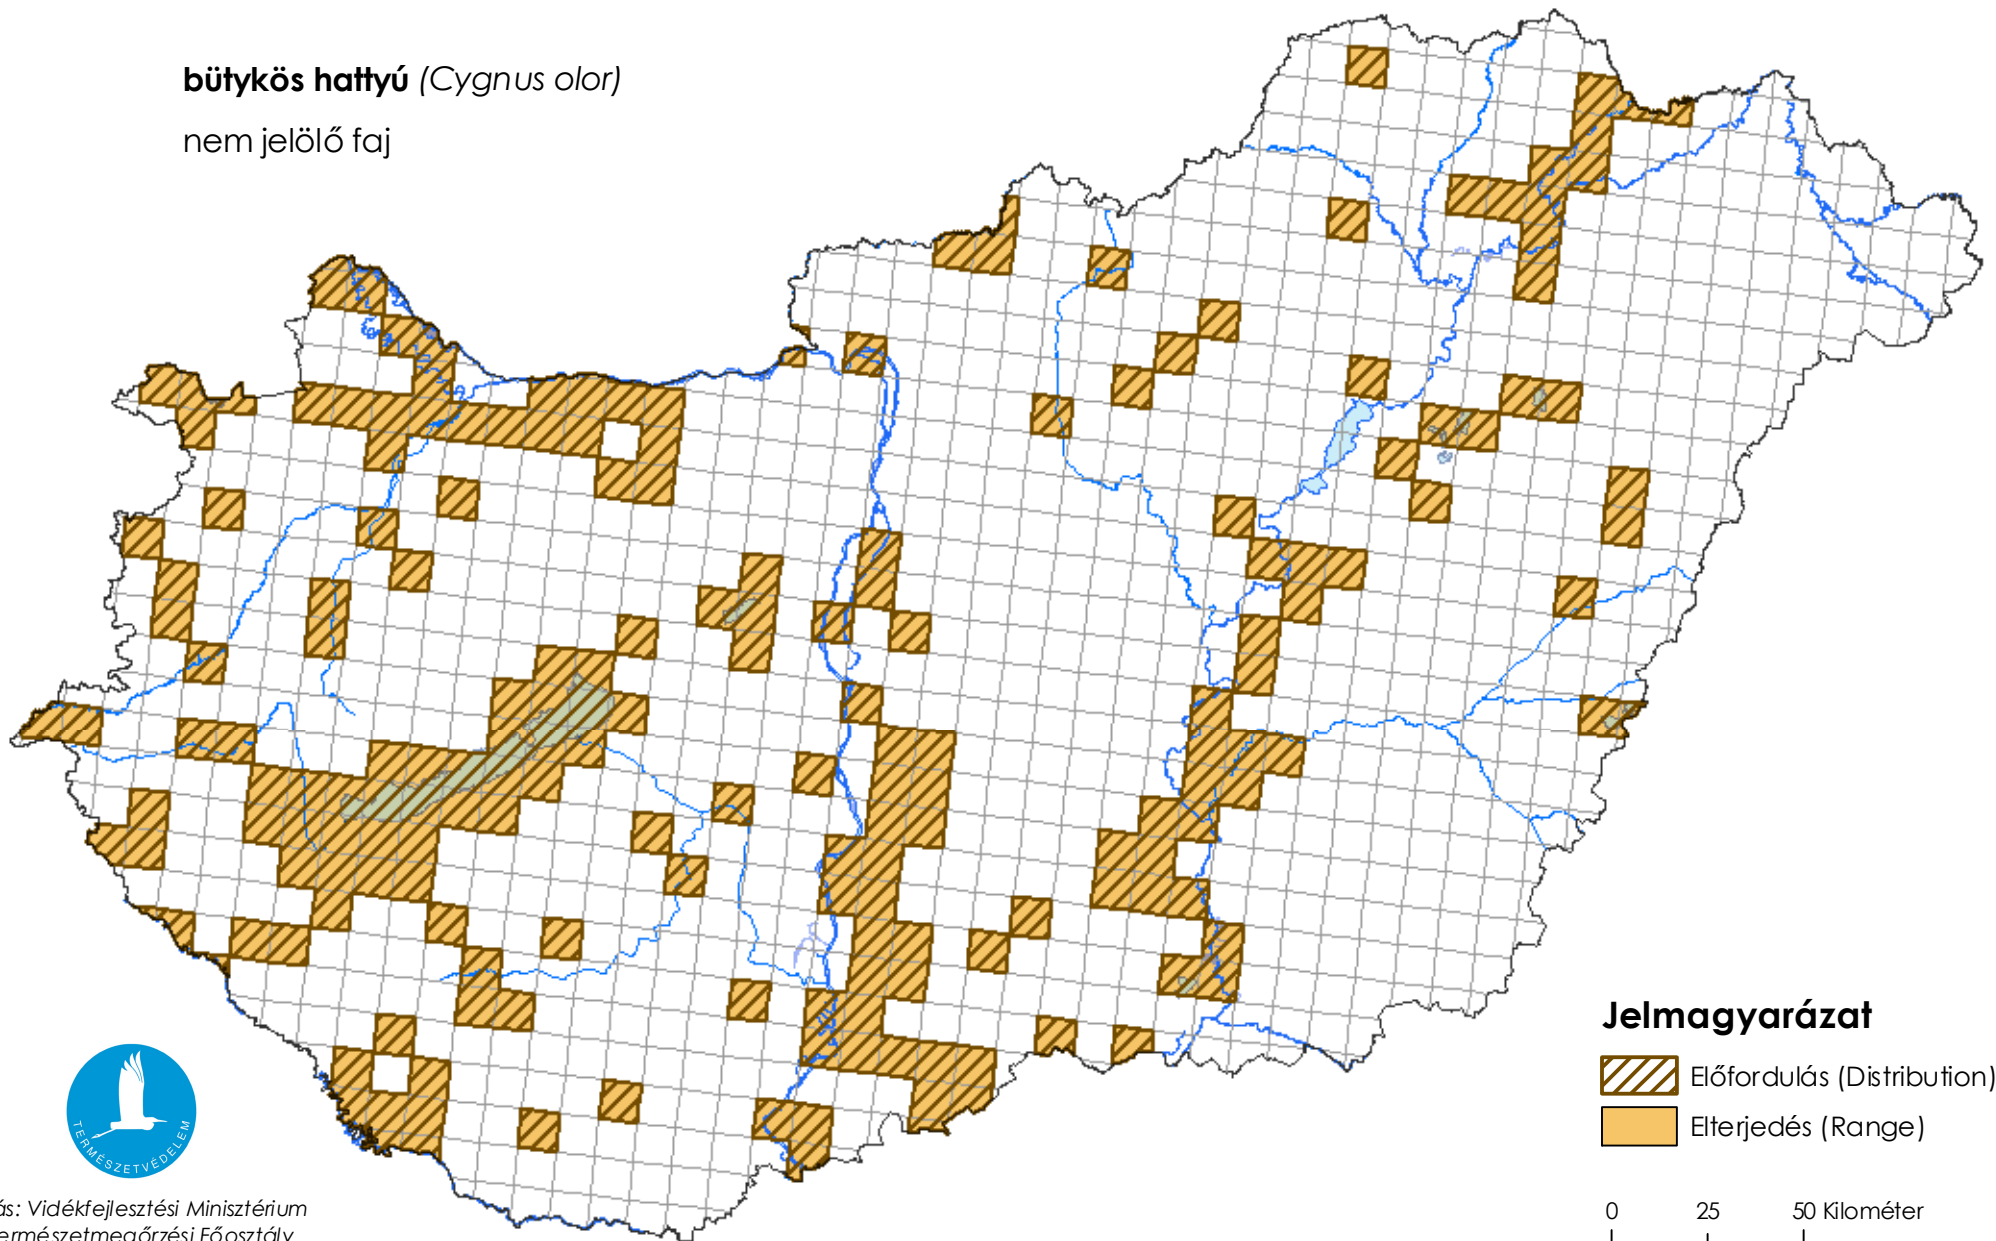 bütykös hattyú (Cygnus olor)
nem jelölő faj
Jelmagyarázat
Előfordulás (Distribution)
Elterjedés (Range)
0 25 50 Kilométer
TERMÉSZETVÉDELEM
Vidékfejlesztési Minisztérium
Főosztály